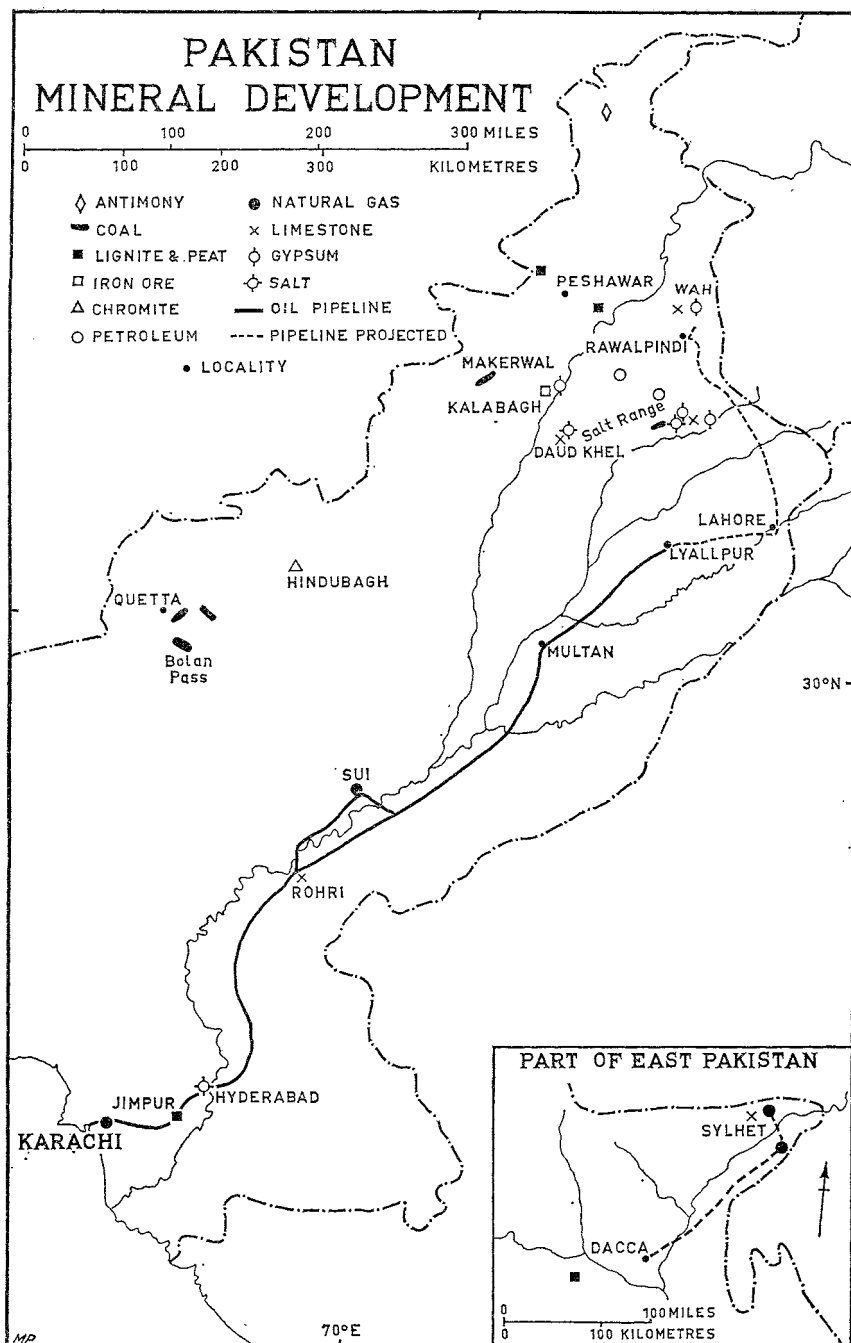 PAKISTAN
MINERAL DEVELOPMENT
0 100 200 300 MILES
0 100 200 300 KILOMETRES
ANTIMONY
NATURAL GAS
COAL
LIMESTONE
LIGNITE & PEAT
GYPSUM
IRON ORE
SALT
CHROMITE
OIL PIPELINE
PETROLEUM
PIPELINE PROJECTED
LOCALITY
PESHAWAR
WAH
RAWALPINDI
MAKERWAL
KALABAGH
Salt Range
DAUD KHEL
LAHORE
LYALLPUR
HINDUBAGH
QUETTA
MULTAN
Bolan
Pass
30°N
SUI
ROHRI
PART OF EAST PAKISTAN
JIMPUR
HYDERABAD
SYLHET
KARACHI
DACCA
0 100 MILES
0 100 KILOMETRES
70°E
MP